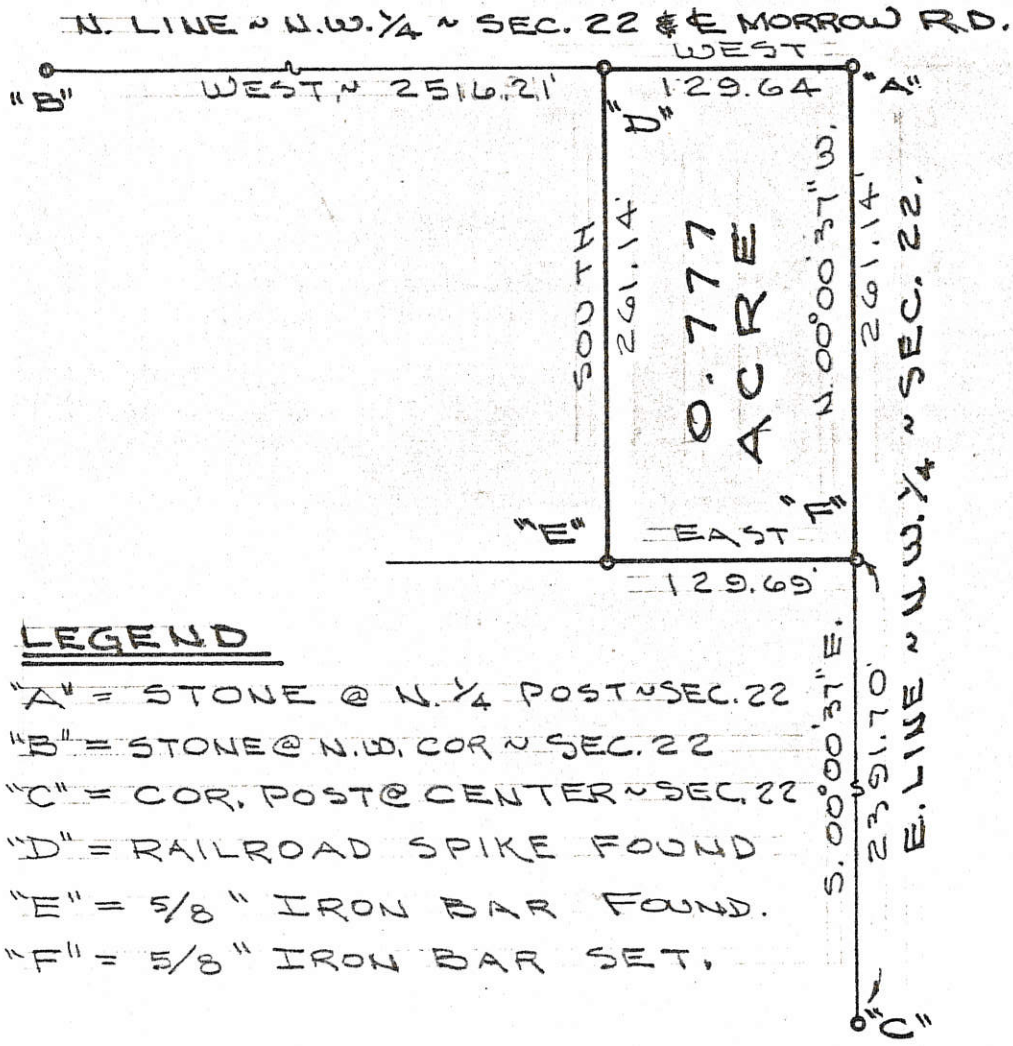 N. LINE ~ N.W. 1/4 ~ SEC. 22 & ℄ MORROW RD.
"B"
WEST ~ 2516.21'
WEST
129.64'
"A"
"D"
SOUTH
261.14'
0.777
ACRE
N. 00°00'37" W.
261.14'
E. LINE ~ N.W. 1/4 ~ SEC. 22.
"E"
EAST
129.69'
"F"
S. 00°00'37" E.
2391.70'
"C"
LEGEND
"A" = STONE @ N. 1/4 POST ~ SEC. 22
"B" = STONE @ N.W. COR ~ SEC. 22
"C" = COR. POST @ CENTER ~ SEC. 22
"D" = RAILROAD SPIKE FOUND
"E" = 5/8" IRON BAR FOUND.
"F" = 5/8" IRON BAR SET.